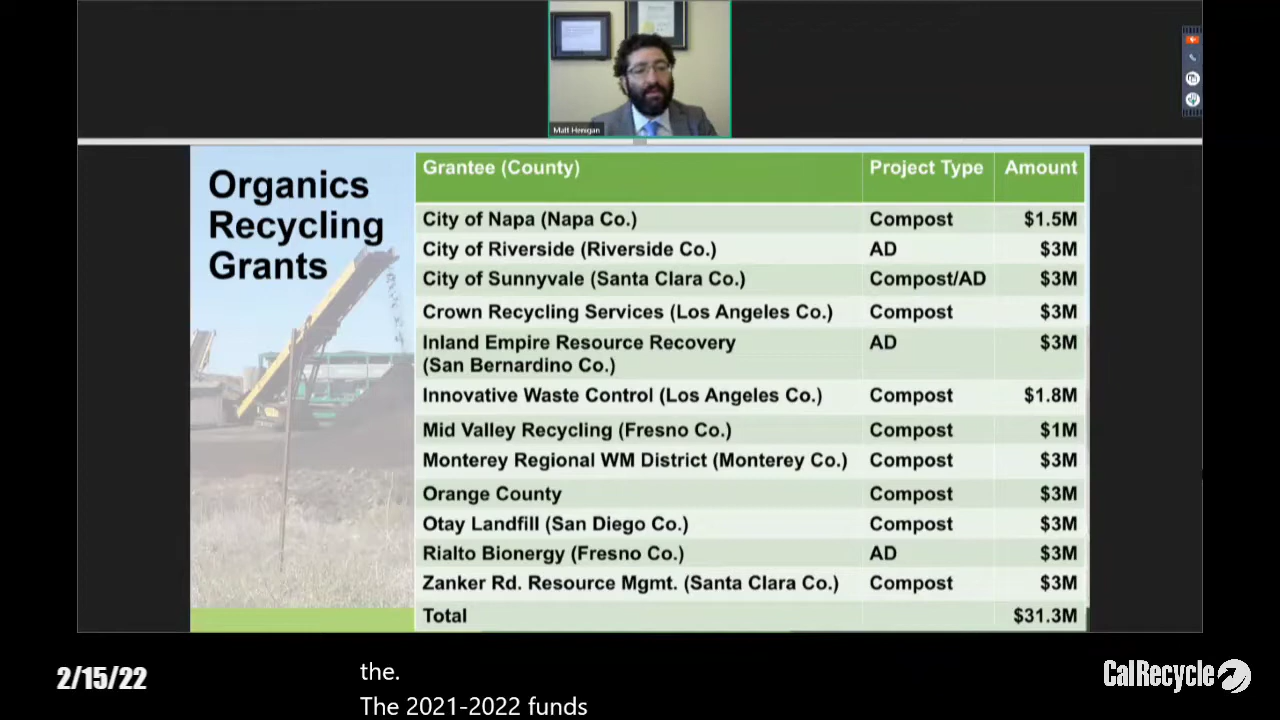 Matt Henigan
Organics
Recycling
Grants
Grantee (County) Project Type Amount
City of Napa (Napa Co.) Compost $1.5M
City of Riverside (Riverside Co.) AD $3M
City of Sunnyvale (Santa Clara Co.) Compost/AD $3M
Crown Recycling Services (Los Angeles Co.) Compost $3M
Inland Empire Resource Recovery AD $3M
(San Bernardino Co.)
Innovative Waste Control (Los Angeles Co.) Compost $1.8M
Mid Valley Recycling (Fresno Co.) Compost $1M
Monterey Regional WM District (Monterey Co.) Compost $3M
Orange County Compost $3M
Otay Landfill (San Diego Co.) Compost $3M
Rialto Bionergy (Fresno Co.) AD $3M
Zanker Rd. Resource Mgmt. (Santa Clara Co.) Compost $3M
Total $31.3M
2/15/22
the.
The 2021-2022 funds
CalRecycle